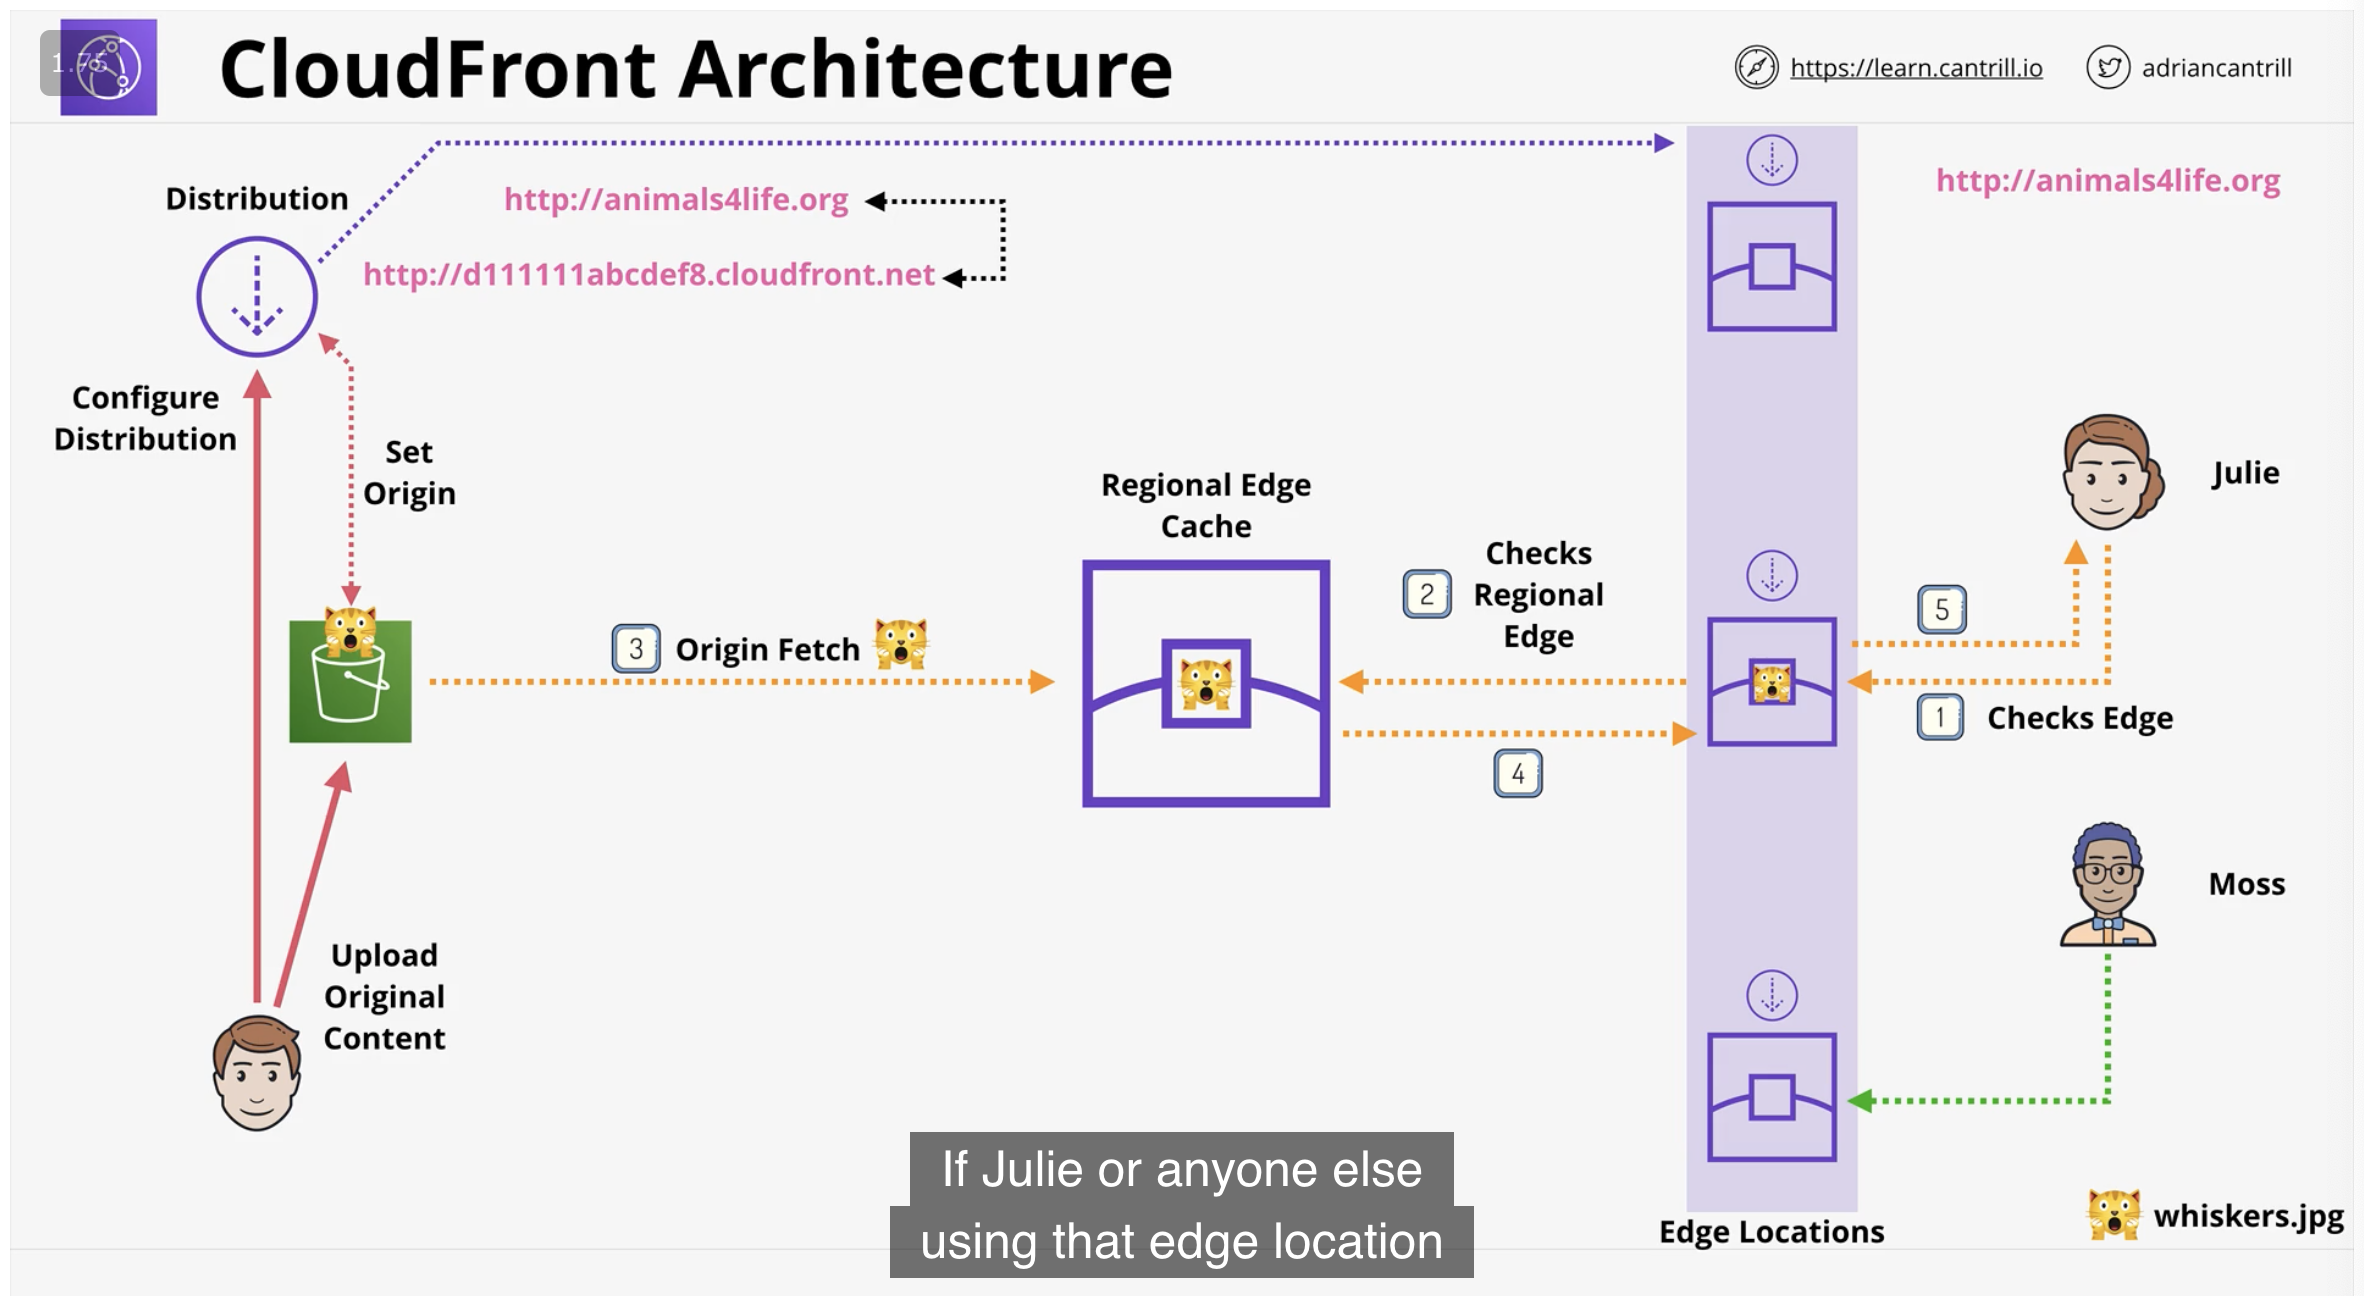 1.75
CloudFront Architecture
https://learn.cantrill.io
adriancantrill
Distribution
http://animals4life.org
http://d111111abcdef8.cloudfront.net
http://animals4life.org
Configure
Distribution
Set
Origin
Regional Edge
Cache
Checks
Regional
Edge
2
Julie
5
3
Origin Fetch
1
Checks Edge
4
Moss
Upload
Original
Content
If Julie or anyone else
using that edge location
Edge Locations
whiskers.jpg